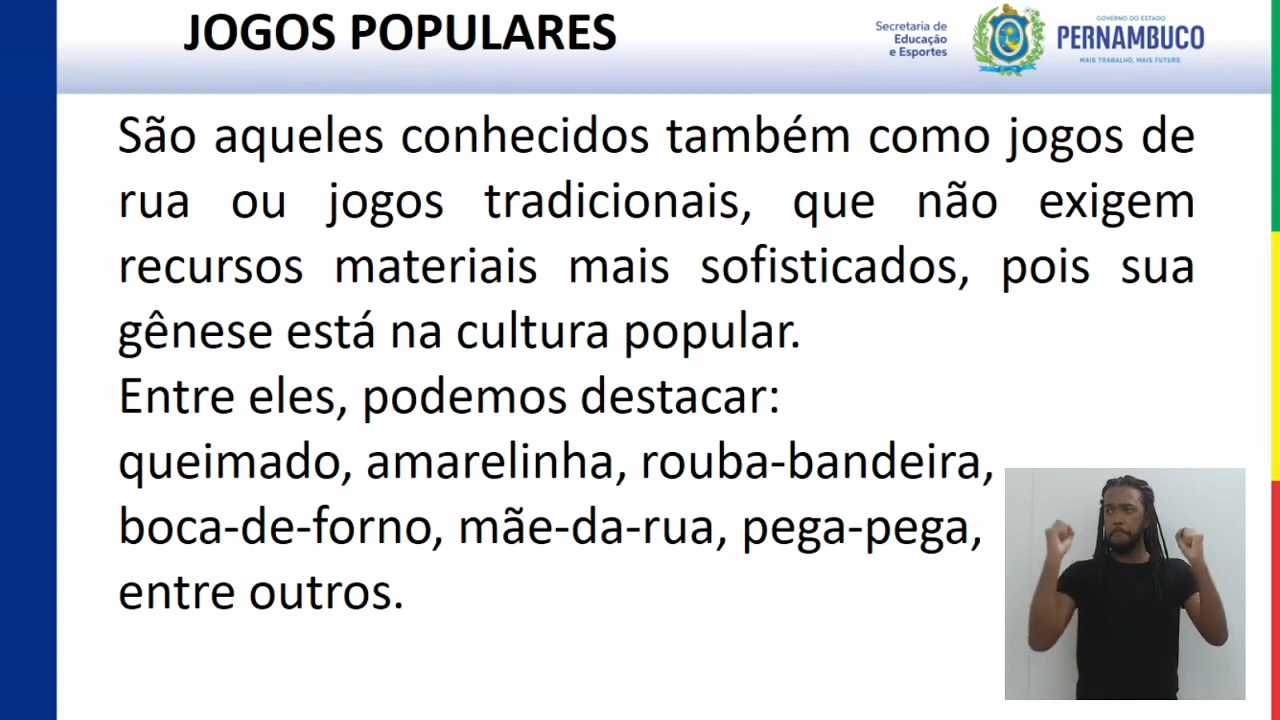 JOGOS POPULARES
Secretaria de
Educação
e Esportes
GOVERNO DO ESTADO
PERNAMBUCO
MAIS TRABALHO, MAIS FUTURO.
São aqueles conhecidos também como jogos de
rua ou jogos tradicionais, que não exigem
recursos materiais mais sofisticados, pois sua
gênese está na cultura popular.
Entre eles, podemos destacar:
queimado, amarelinha, rouba-bandeira,
boca-de-forno, mãe-da-rua, pega-pega,
entre outros.